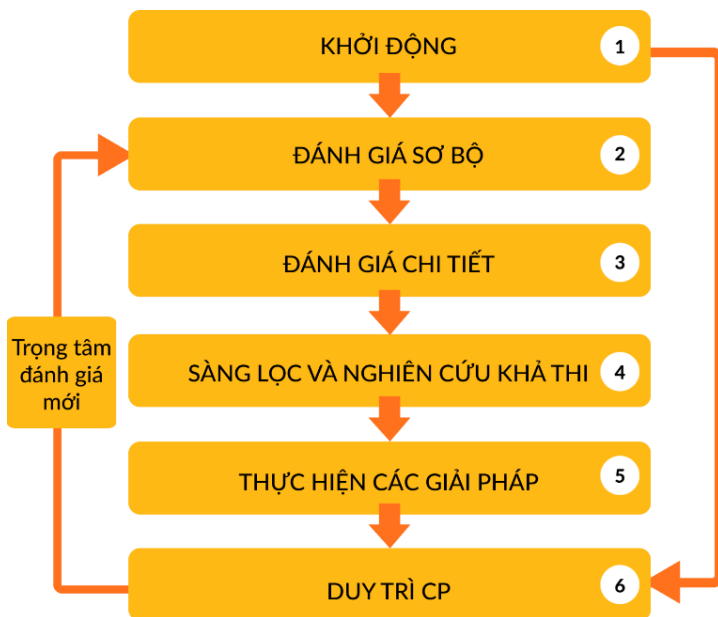 KHỞI ĐỘNG 1
ĐÁNH GIÁ SƠ BỘ 2
ĐÁNH GIÁ CHI TIẾT 3
Trọng tâm
đánh giá
mới
SÀNG LỌC VÀ NGHIÊN CỨU KHẢ THI 4
THỰC HIỆN CÁC GIẢI PHÁP 5
DUY TRÌ CP 6